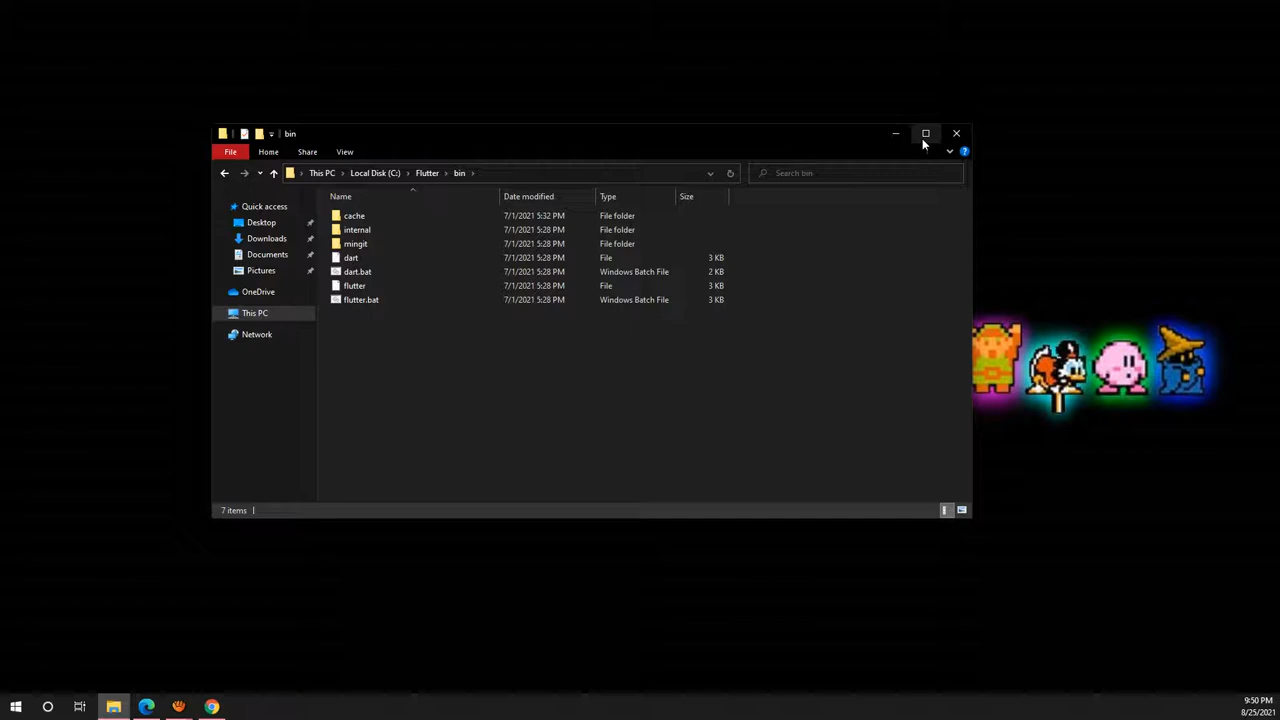 bin
File Home Share View
This PC Local Disk (C:) Flutter bin Search bin
Name Date modified Type Size
Quick access
Desktop
Downloads
Documents
Pictures
OneDrive
This PC
Network
cache 7/1/2021 5:32 PM File folder
internal 7/1/2021 5:28 PM File folder
mingit 7/1/2021 5:28 PM File folder
dart 7/1/2021 5:28 PM File 3 KB
dart.bat 7/1/2021 5:28 PM Windows Batch File 2 KB
flutter 7/1/2021 5:28 PM File 3 KB
flutter.bat 7/1/2021 5:28 PM Windows Batch File 3 KB
7 items
9:50 PM
8/25/2021